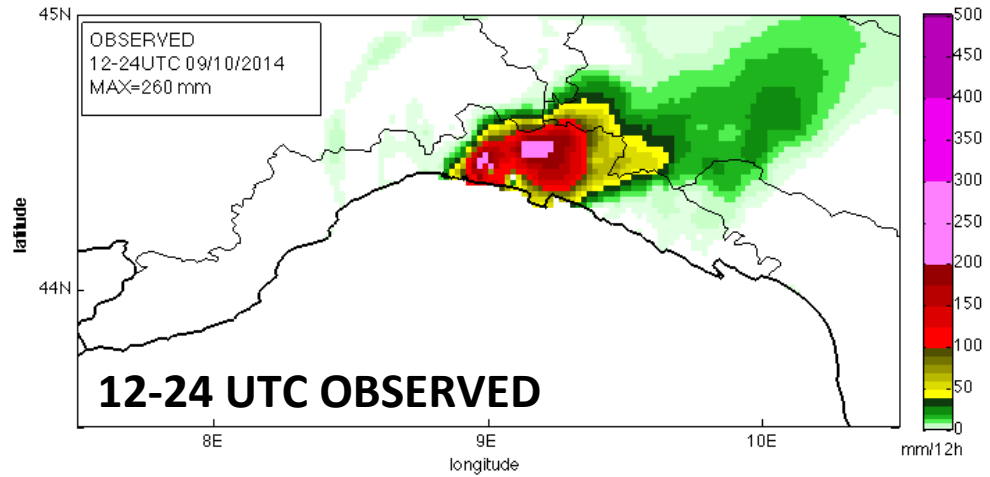 OBSERVED
12-24UTC 09/10/2014
MAX=260 mm
45N
44N
latitude
12-24 UTC OBSERVED
8E
9E
10E
longitude
500
450
400
350
300
250
200
150
100
50
0
mm/12h